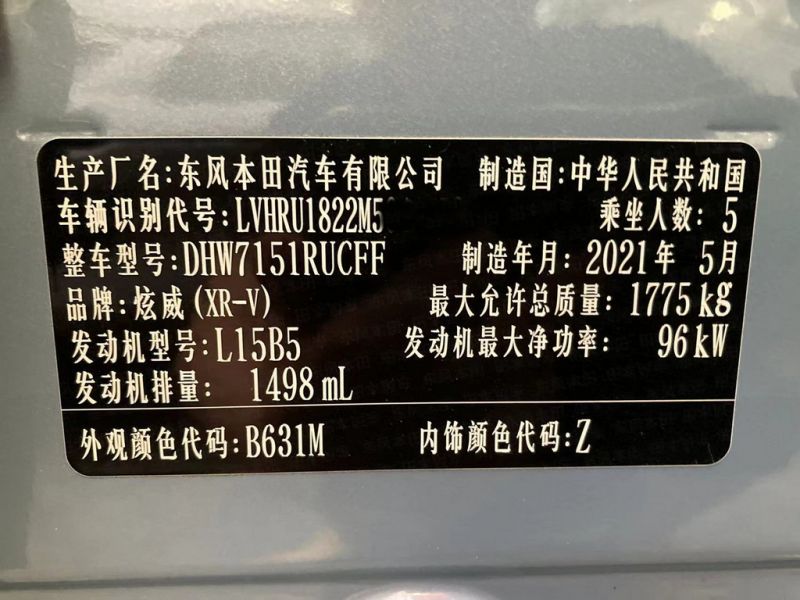 生产厂名:东风本田汽车有限公司 制造国:中华人民共和国
车辆识别代号:LVHRU1822M5 乘坐人数:5
整车型号:DHW7151RUCFF 制造年月:2021年 5月
品牌:炫威(XR-V) 最大允许总质量:1775kg
发动机型号:L15B5 发动机最大净功率: 96kW
发动机排量: 1498mL
外观颜色代码:B631M 内饰颜色代码:Z